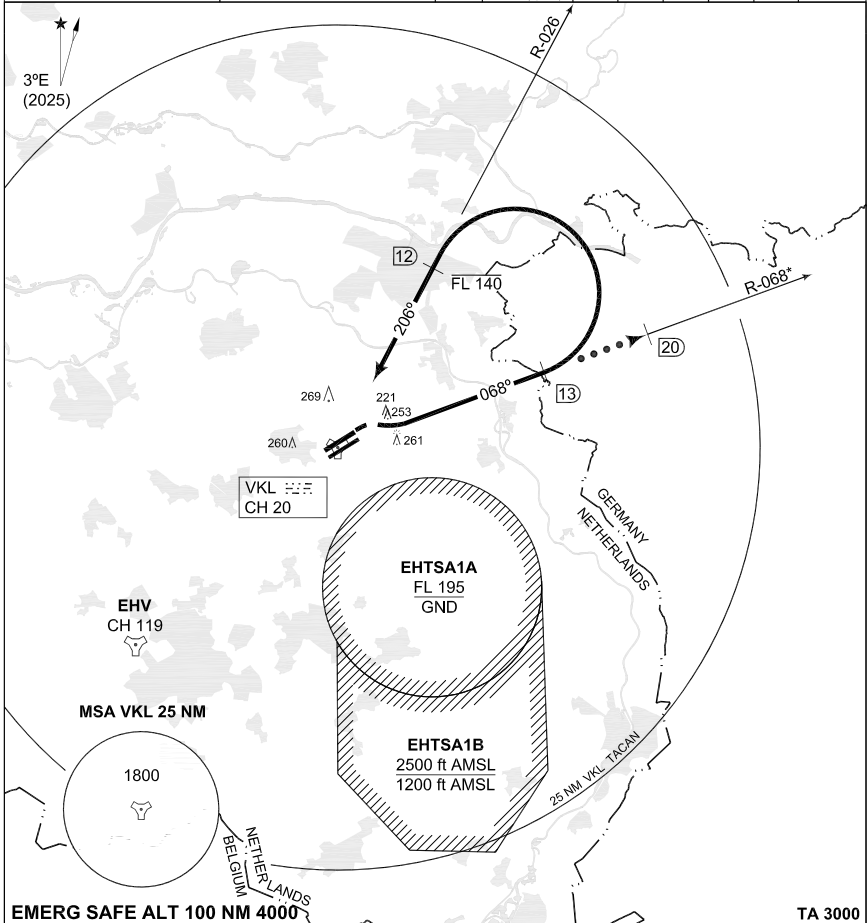 3ºE
(2025)
R-026
12
FL 140
206º
R-068*
20
068º
13
269
221
253
260
261
VKL
CH 20
GERMANY
NETHERLANDS
EHTSA1A
FL 195
GND
EHV
CH 119
MSA VKL 25 NM
1800
EHTSA1B
2500 ft AMSL
1200 ft AMSL
25 NM VKL TACAN
NETHERLANDS
BELGIUM
EMERG SAFE ALT 100 NM 4000
TA 3000